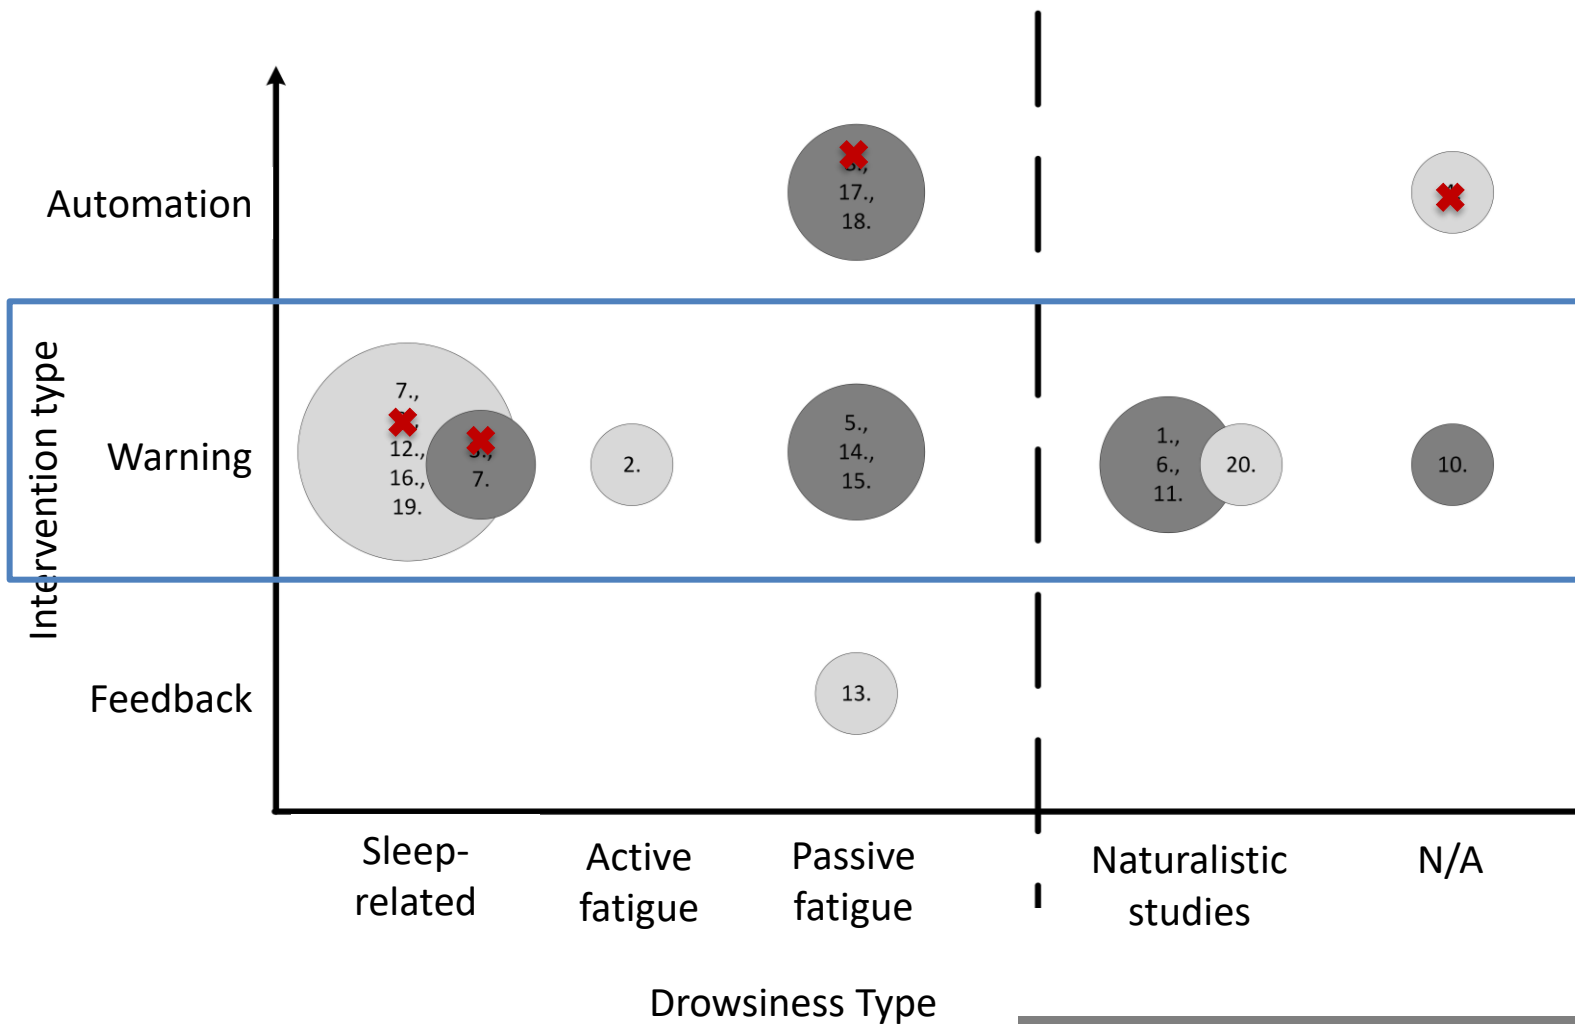 Automation
17.,
18.
Intervention type
Warning
7.,
12.,
16.,
19.
7.
2.
5.,
14.,
15.
1.,
6.,
11.
20.
10.
Feedback
13.
Sleep-
related
Active
fatigue
Passive
fatigue
Naturalistic
studies
N/A
Drowsiness Type